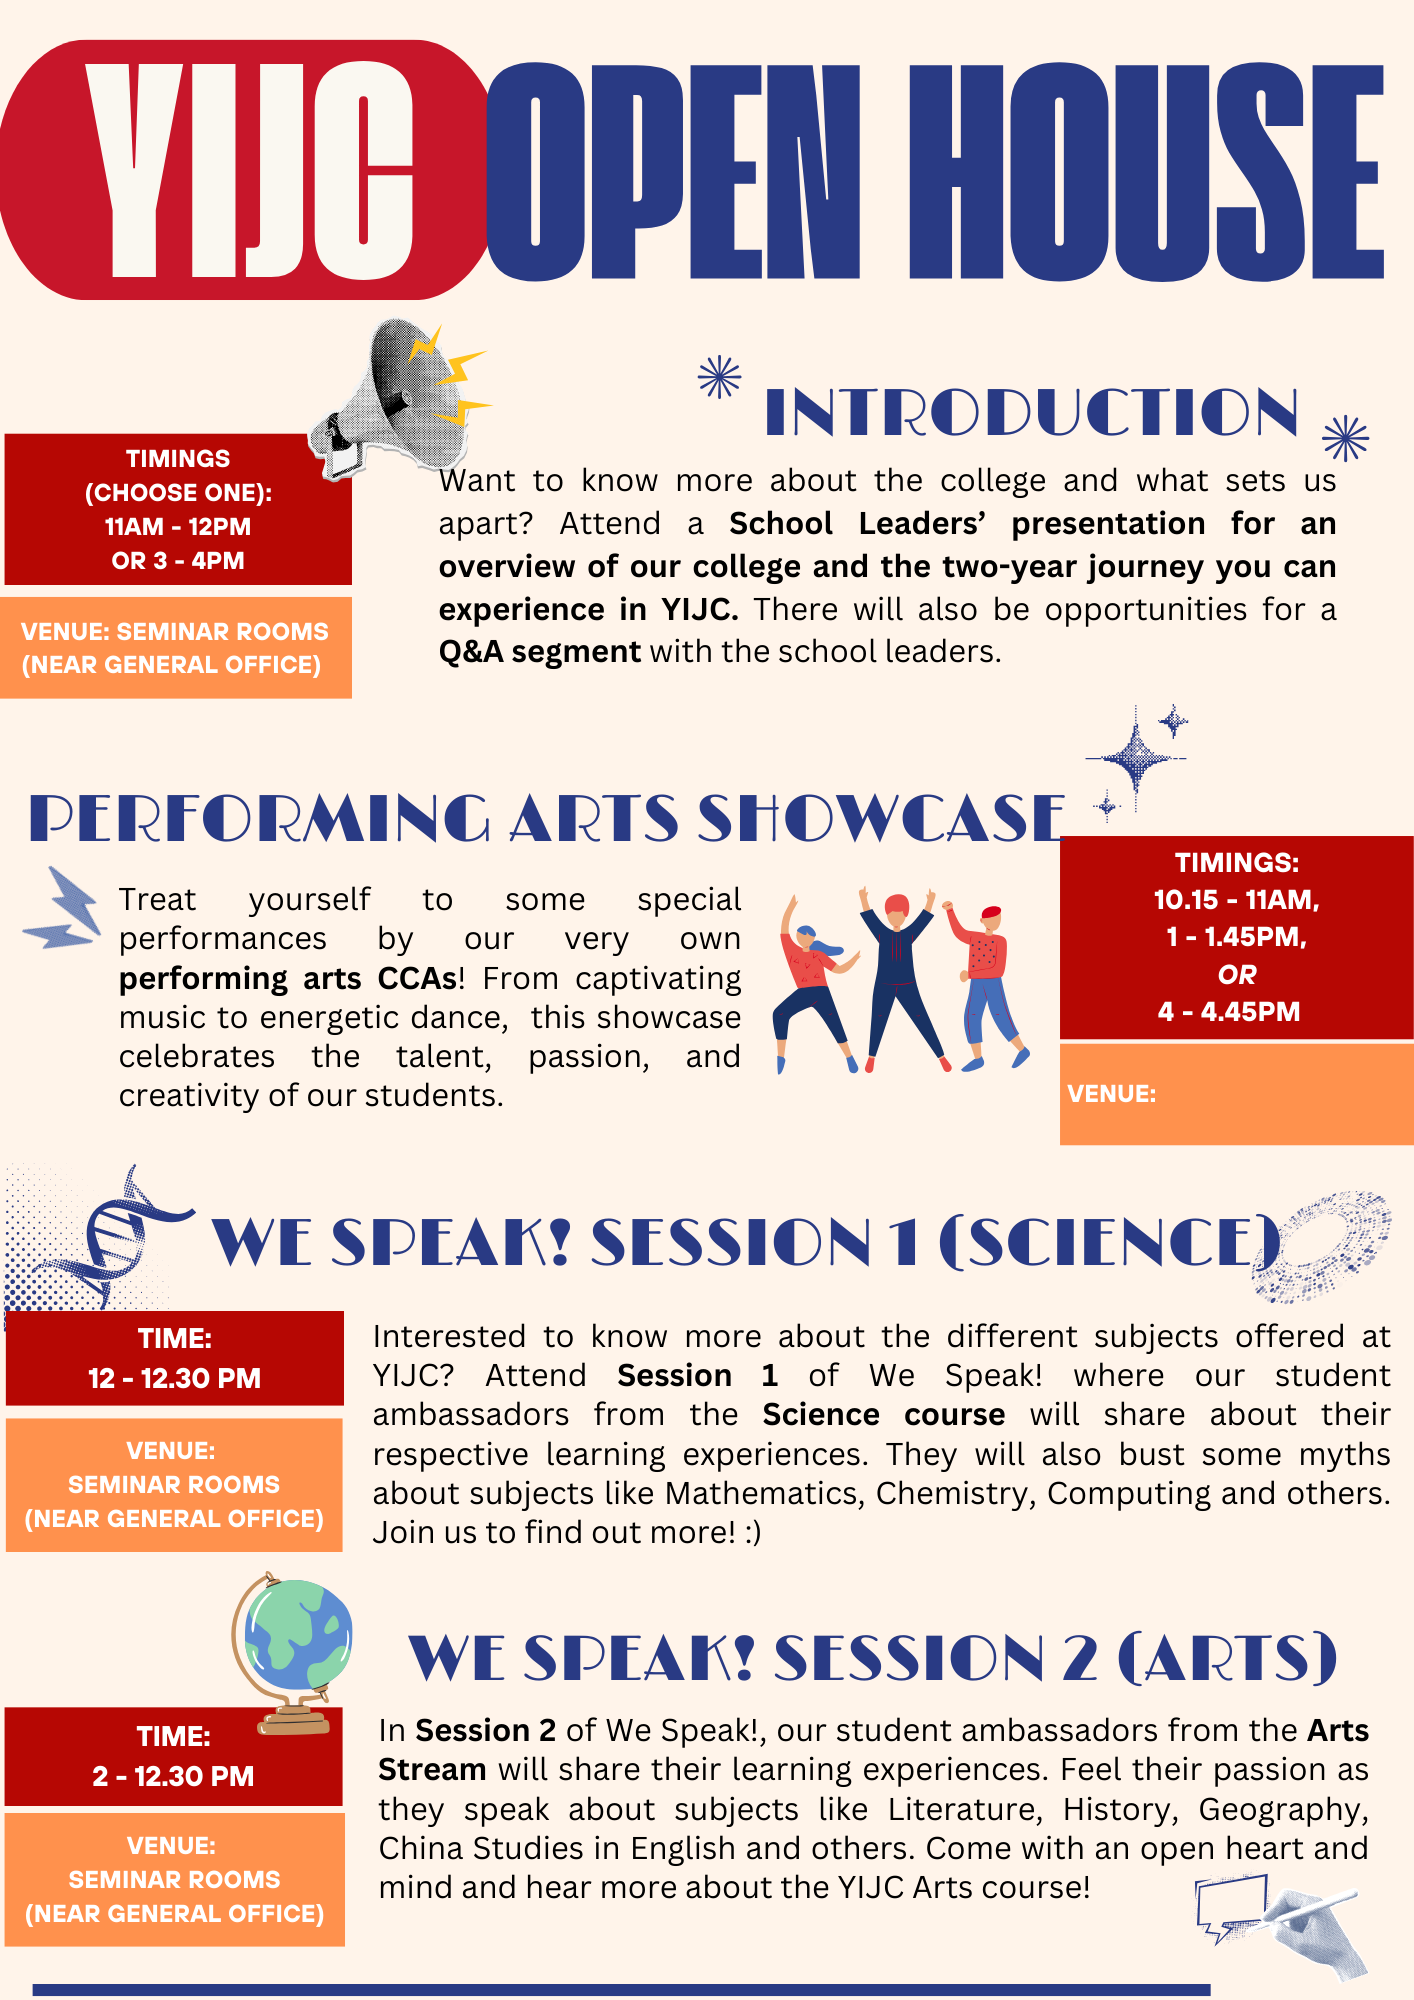 YIJC OPEN HOUSE
INTRODUCTION
TIMINGS
(CHOOSE ONE):
11AM - 12PM
OR 3 - 4PM
VENUE: SEMINAR ROOMS
(NEAR GENERAL OFFICE)
Want to know more about the college and what sets us
apart? Attend a School Leaders’ presentation for an
overview of our college and the two-year journey you can
experience in YIJC. There will also be opportunities for a
Q&A segment with the school leaders.
PERFORMING ARTS SHOWCASE
Treat yourself to some special
performances by our very own
performing arts CCAs! From captivating
music to energetic dance, this showcase
celebrates the talent, passion, and
creativity of our students.
TIMINGS:
10.15 - 11AM,
1 - 1.45PM,
OR
4 - 4.45PM
VENUE:
WE SPEAK! SESSION 1 (SCIENCE)
TIME:
12 - 12.30 PM
VENUE:
SEMINAR ROOMS
(NEAR GENERAL OFFICE)
Interested to know more about the different subjects offered at
YIJC? Attend Session 1 of We Speak! where our student
ambassadors from the Science course will share about their
respective learning experiences. They will also bust some myths
about subjects like Mathematics, Chemistry, Computing and others.
Join us to find out more! :)
WE SPEAK! SESSION 2 (ARTS)
TIME:
2 - 12.30 PM
VENUE:
SEMINAR ROOMS
(NEAR GENERAL OFFICE)
In Session 2 of We Speak!, our student ambassadors from the Arts
Stream will share their learning experiences. Feel their passion as
they speak about subjects like Literature, History, Geography,
China Studies in English and others. Come with an open heart and
mind and hear more about the YIJC Arts course!